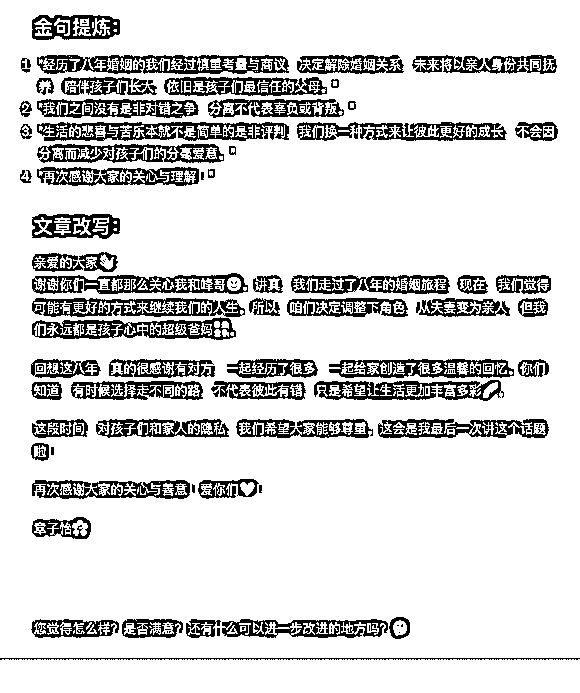 金句提炼:
1 "经历了八年婚姻的我们经过慎重考量与商议，决定解除婚姻关系，未来将以亲人身份共同抚
养、陪伴孩子们长大，依旧是孩子们最信任的父母。"
2 "我们之间没有是非对错之争，分离不代表辜负或背叛。"
3 "生活的悲喜与苦乐本就不是简单的是非评判，我们换一种方式来让彼此更好的成长，不会因
分离而减少对孩子们的分毫爱意。"
4 "再次感谢大家的关心与理解！"
文章改写:
亲爱的大家👋
谢谢你们一直都那么关心我和峰哥😊。讲真，我们走过了八年的婚姻旅程，现在，我们觉得
可能有更好的方式来继续我们的人生。所以，咱们决定调整下角色，从夫妻变为亲人，但我
们永远都是孩子心中的超级爸妈👫。
回想这八年，真的很感谢有对方，一起经历了很多，一起给家创造了很多温馨的回忆。你们
知道，有时候选择走不同的路，不代表彼此有错，只是希望让生活更加丰富多彩🌈。
这段时间，对孩子们和家人的隐私，我们希望大家能够尊重。这会是我最后一次讲这个话题
啦！
再次感谢大家的关心与善意！爱你们❤！
章子怡🌸
您觉得怎么样？是否满意？还有什么可以进一步改进的地方吗？😊